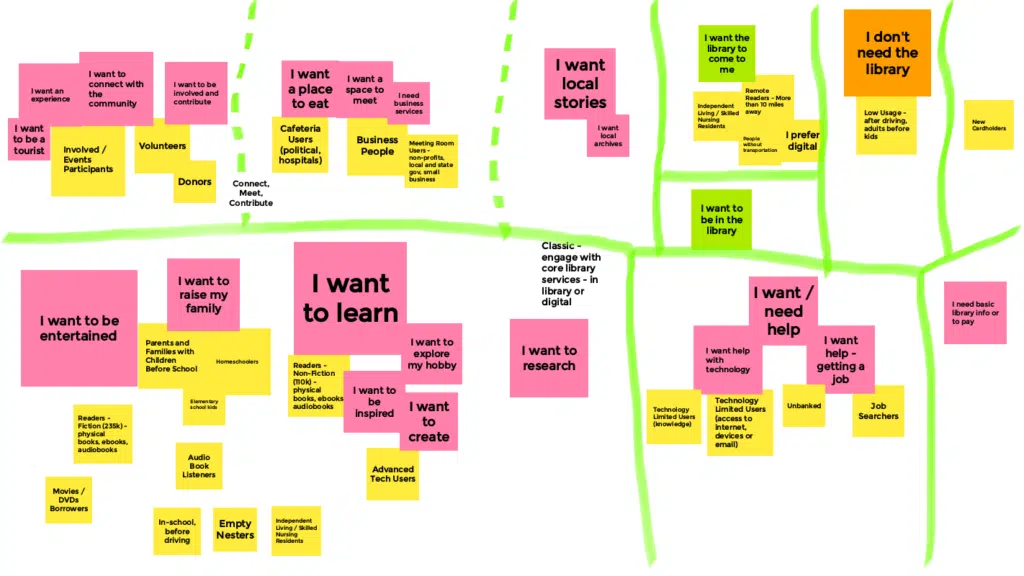 I want an
experience
I want to
connect with
the
community
I want to be
involved and
contribute
I want
to be a
tourist
Involved /
Events
Participants
Volunteers
Donors
Connect,
Meet,
Contribute
I want
a place
to eat
I want a
space to
meet
I need
business
services
Cafeteria
Users
(political,
hospitals)
Business
People
Meeting Room
Users -
non-profits,
local and state
gov, small
business
I want
local
stories
I want
local
archives
I want the
library to
come to
me
Independent
Living / Skilled
Nursing
Residents
Remote
Readers - More
than 10 miles
away
People
without
transportation
I prefer
digital
I want to
be in the
library
I don't
need the
library
Low Usage -
after driving,
adults before
kids
New
Cardholders
I want to be
entertained
I want to
raise my
family
Parents and
Families with
Children
Before School
Homeschoolers
Elementary
school kids
Readers -
Fiction (235k) -
physical
books, ebooks,
audiobooks
Audio
Book
Listeners
Movies /
DVDs
Borrowers
In-school,
before
driving
Empty
Nesters
Independent
Living / Skilled
Nursing
Residents
I want
to learn
Readers -
Non-Fiction
(110k) -
physical
books, ebooks
audiobooks
I want to
explore
my hobby
I want to
be
inspired
I want
to
create
Advanced
Tech Users
Classic -
engage with
core library
services - in
library or
digital
I want to
research
I want /
need
help
I want help
with
technology
I want
help -
getting a
job
Technology
Limited Users
(knowledge)
Technology
Limited Users
(access to
internet,
devices or
email)
Unbanked
Job
Searchers
I need basic
library info or
to pay